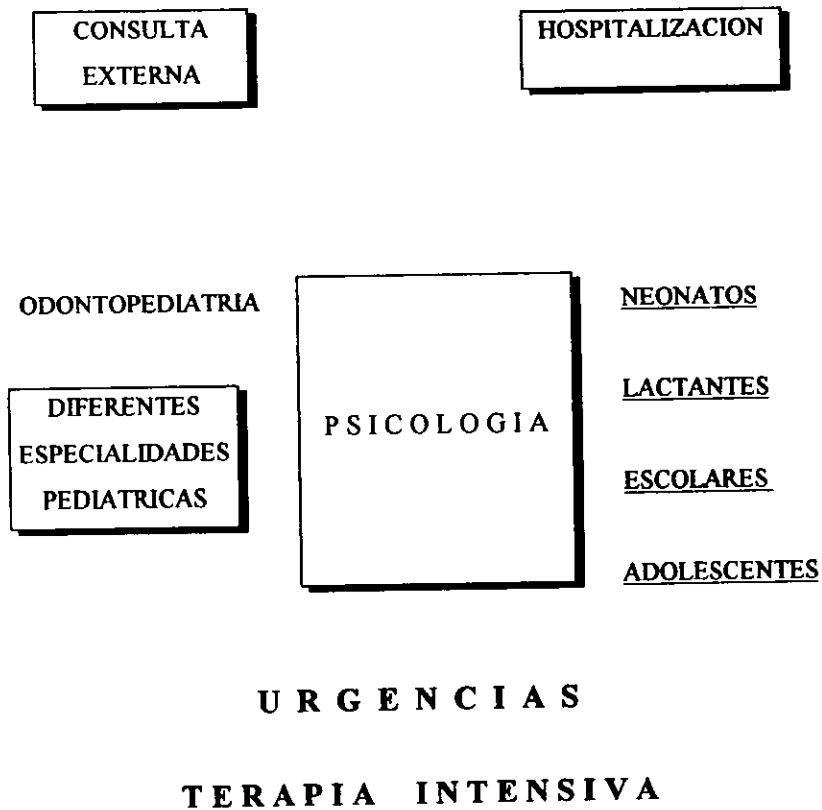 CONSULTA
EXTERNA
HOSPITALIZACION
ODONTOPEDIATRIA
DIFERENTES
ESPECIALIDADES
PEDIATRICAS
PSICOLOGIA
NEONATOS
LACTANTES
ESCOLARES
ADOLESCENTES
URGENCIAS
TERAPIA INTENSIVA